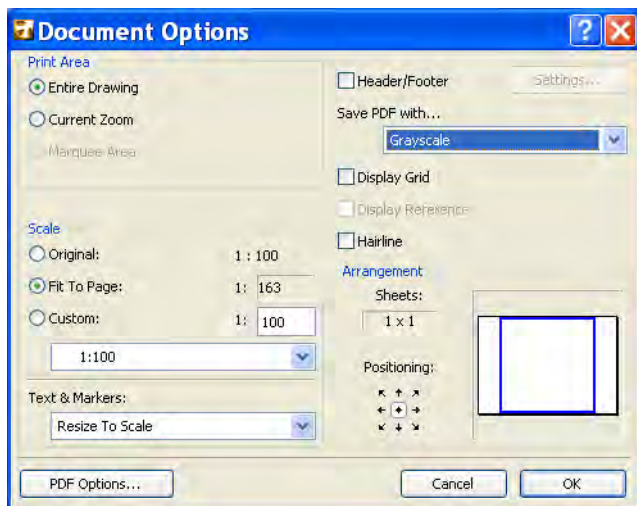 Document Options
Print Area
Entire Drawing
Current Zoom
Marquee Area
Scale
Original: 1 : 100
Fit To Page: 1: 163
Custom: 1: 100
1:100
Text & Markers:
Resize To Scale
Header/Footer Settings...
Save PDF with...
Grayscale
Display Grid
Display Reference
Hairline
Arrangement
Sheets:
1 x 1
Positioning:
PDF Options... Cancel OK